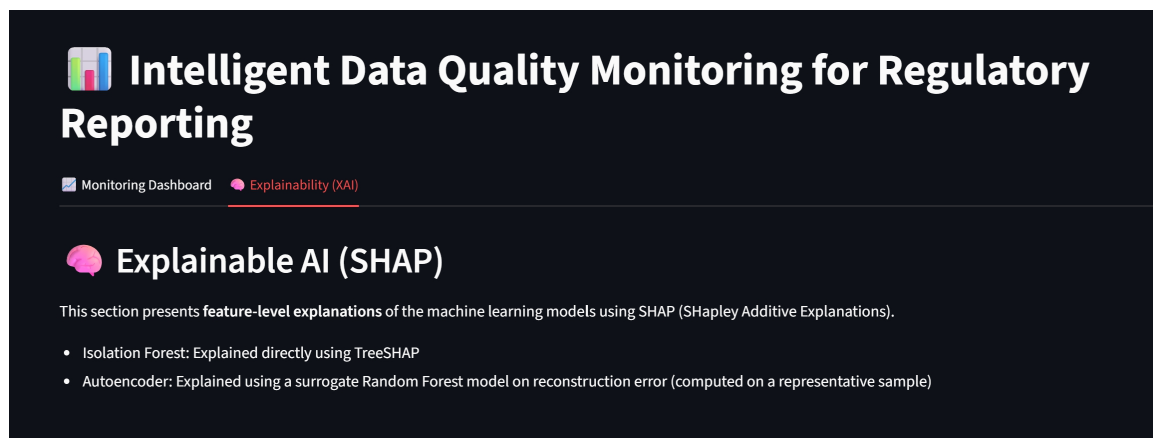 Intelligent Data Quality Monitoring for Regulatory
Reporting
Monitoring Dashboard Explainability (XAI)
Explainable AI (SHAP)
This section presents feature-level explanations of the machine learning models using SHAP (SHapley Additive Explanations).
• Isolation Forest: Explained directly using TreeSHAP
• Autoencoder: Explained using a surrogate Random Forest model on reconstruction error (computed on a representative sample)